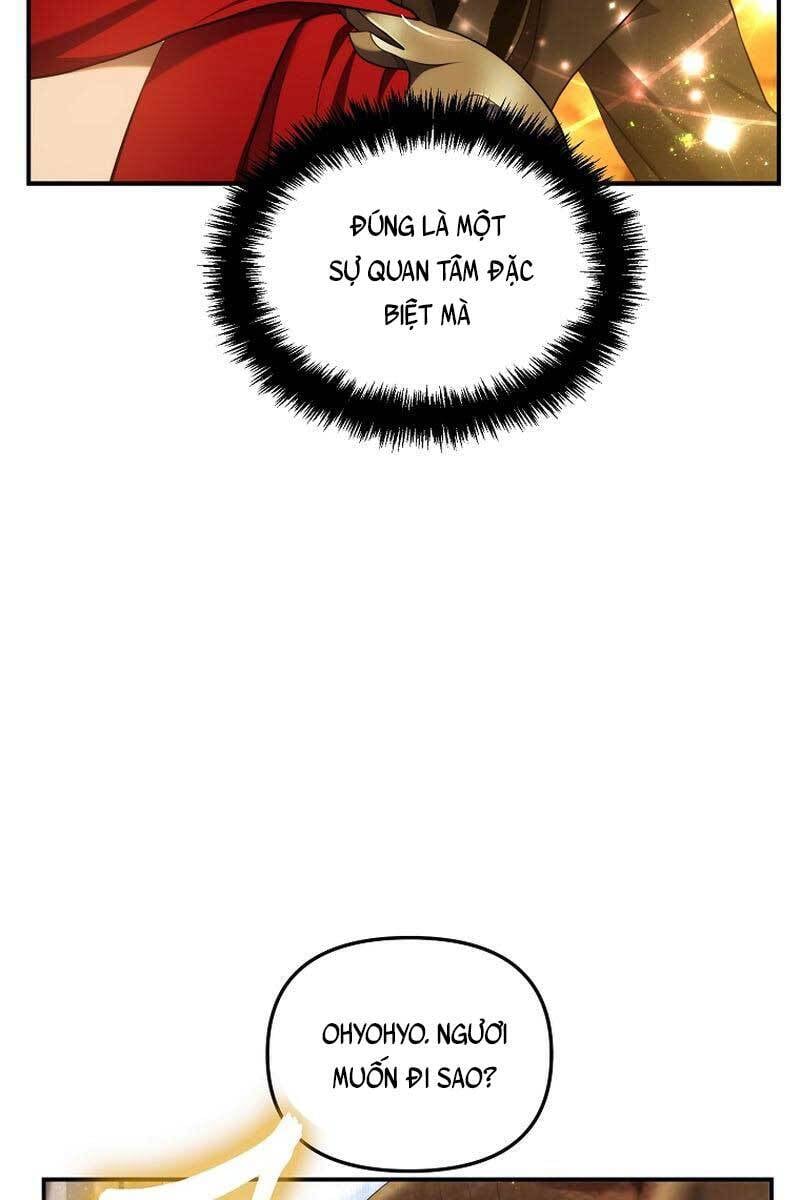 ĐÚNG LÀ MỘT
SỰ QUAN TÂM ĐẶC
BIỆT MÀ
OHYOHYO. NGƯƠI
MUỐN ĐI SAO?